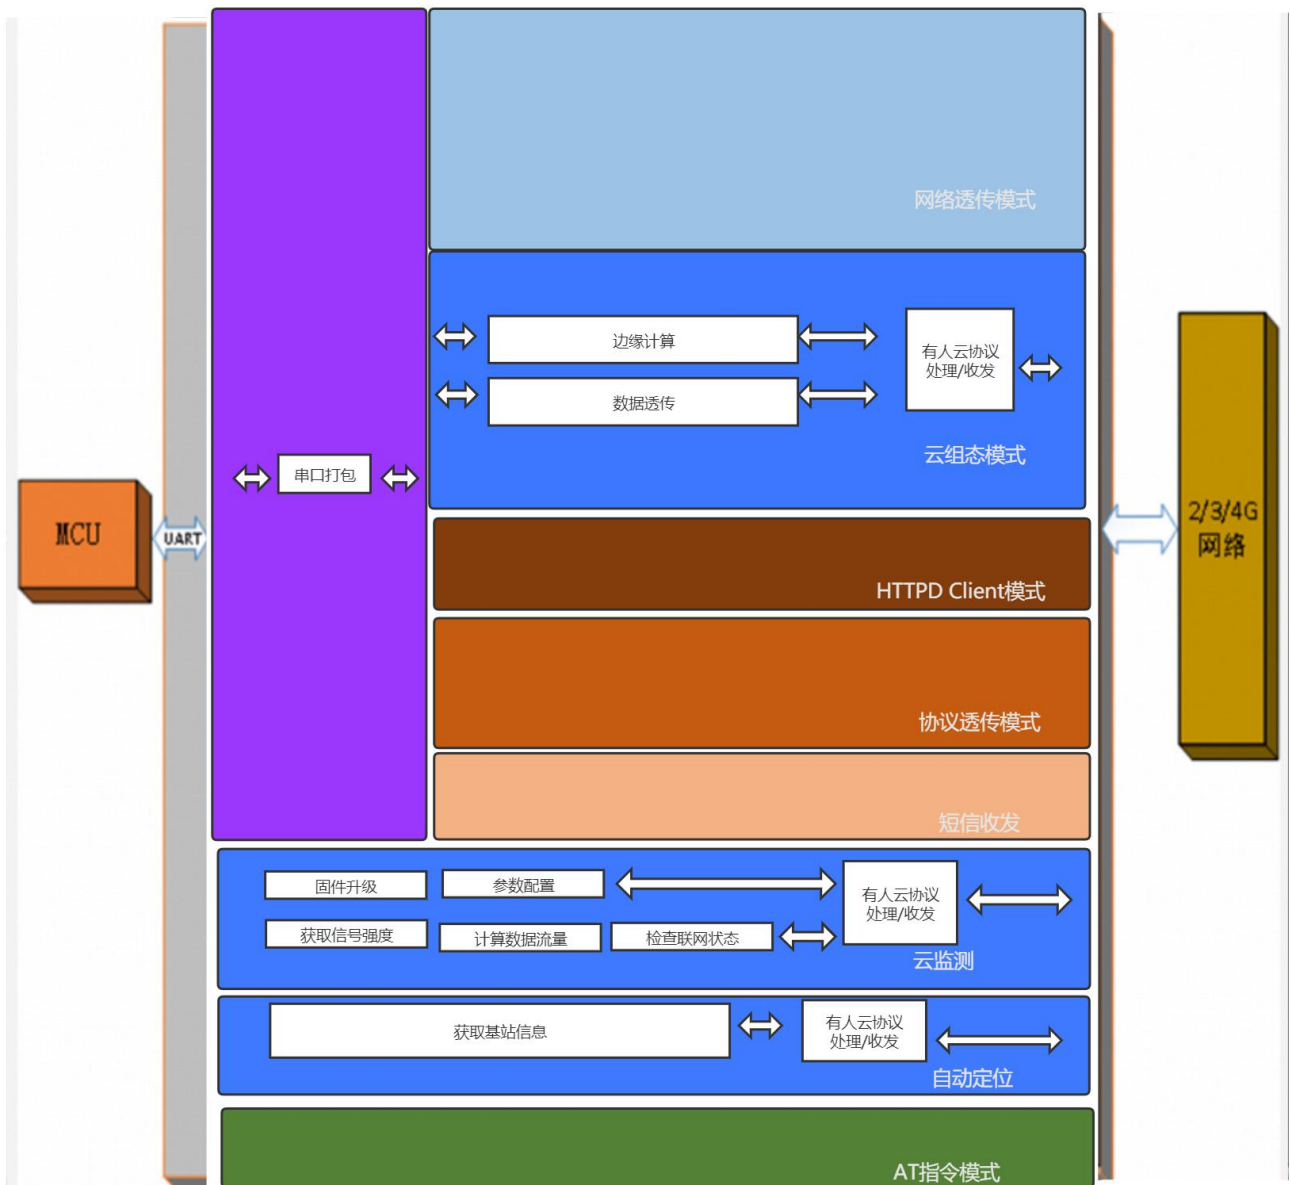 网络透传模式
边缘计算
有人云协议
处理/收发
数据透传
云组态模式
串口打包
MCU
UART
2/3/4G
网络
HTTPD Client模式
协议透传模式
短信收发
固件升级
参数配置
有人云协议
处理/收发
获取信号强度
计算数据流量
检查联网状态
云监测
获取基站信息
有人云协议
处理/收发
自动定位
AT指令模式